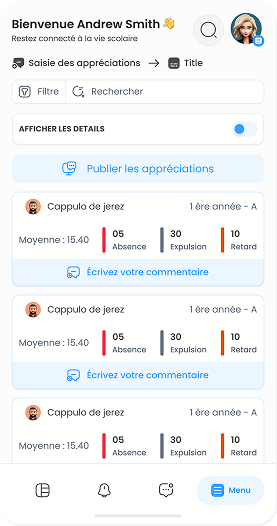 Bienvenue Andrew Smith 👋
Restez connecté à la vie scolaire
Saisie des appréciations → Title
Filtre Rechercher
AFFICHER LES DETAILS
Publier les appréciations
Cappulo de jerez 1 ère année - A
Moyenne : 15.40 05 Absence 30 Expulsion 10 Retard
Écrivez votre commentaire
Cappulo de jerez 1 ère année - A
Moyenne : 15.40 05 Absence 30 Expulsion 10 Retard
Écrivez votre commentaire
Cappulo de jerez 1 ère année - A
Moyenne : 15.40 05 Absence 30 Expulsion 10 Retard
Menu